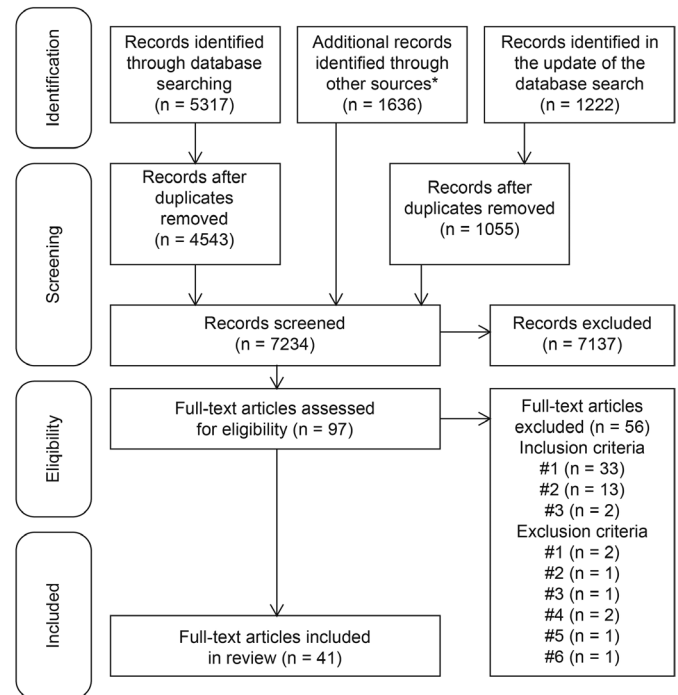 Identification
Records identified
through database
searching
(n = 5317)
Additional records
identified through
other sources*
(n = 1636)
Records identified in
the update of the
database search
(n = 1222)
Screening
Records after
duplicates
removed
(n = 4543)
Records after
duplicates removed
(n = 1055)
Records screened
(n = 7234)
Records excluded
(n = 7137)
Eliqibility
Full-text articles assessed
for eligibility (n = 97)
Full-text articles
excluded (n = 56)
Inclusion criteria
#1 (n = 33)
#2 (n = 13)
#3 (n = 2)
Exclusion criteria
#1 (n = 2)
#2 (n = 1)
#3 (n = 1)
#4 (n = 2)
#5 (n = 1)
#6 (n = 1)
Included
Full-text articles included
in review (n = 41)